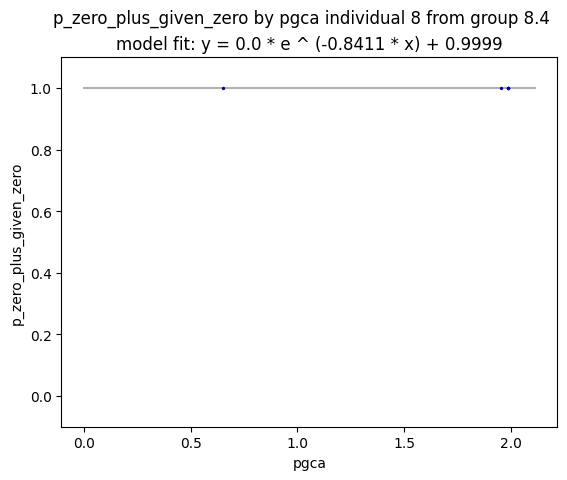 p_zero_plus_given_zero by pgca individual 8 from group 8.4
model fit: y = 0.0 * e ^ (-0.8411 * x) + 0.9999
1.0
0.8
0.6
0.4
0.2
0.0
p_zero_plus_given_zero
0.0 0.5 1.0 1.5 2.0
pgca